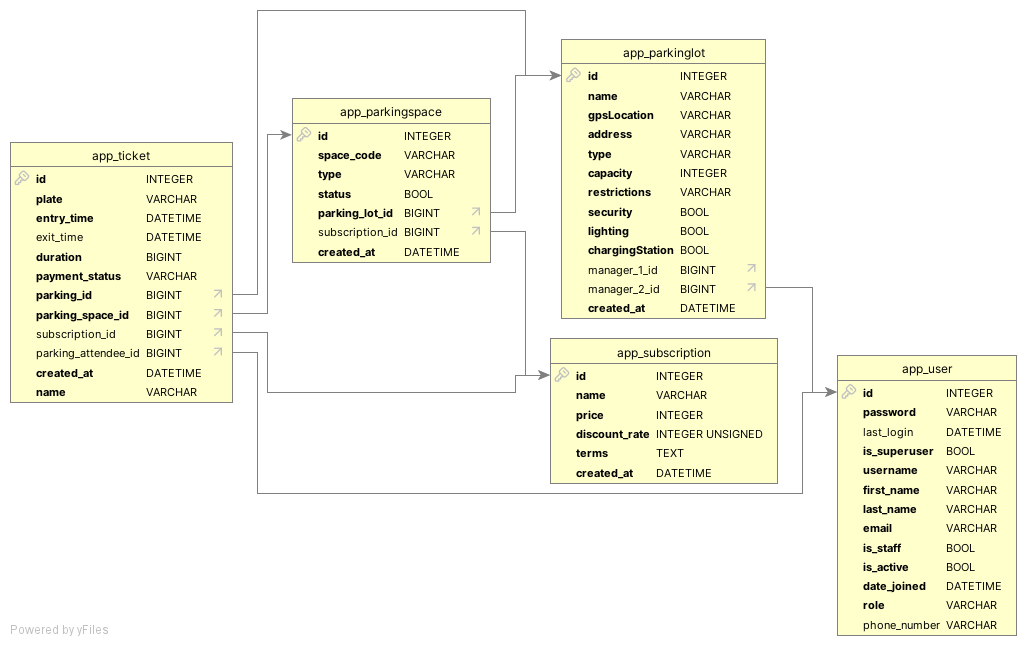 app_ticket
id INTEGER
plate VARCHAR
entry_time DATETIME
exit_time DATETIME
duration BIGINT
payment_status VARCHAR
parking_id BIGINT
parking_space_id BIGINT
subscription_id BIGINT
parking_attendee_id BIGINT
created_at DATETIME
name VARCHAR
app_parkingspace
id INTEGER
space_code VARCHAR
type VARCHAR
status BOOL
parking_lot_id BIGINT
subscription_id BIGINT
created_at DATETIME
app_parkinglot
id INTEGER
name VARCHAR
gpsLocation VARCHAR
address VARCHAR
type VARCHAR
capacity INTEGER
restrictions VARCHAR
security BOOL
lighting BOOL
chargingStation BOOL
manager_1_id BIGINT
manager_2_id BIGINT
created_at DATETIME
app_subscription
id INTEGER
name VARCHAR
price INTEGER
discount_rate INTEGER UNSIGNED
terms TEXT
created_at DATETIME
app_user
id INTEGER
password VARCHAR
last_login DATETIME
is_superuser BOOL
username VARCHAR
first_name VARCHAR
last_name VARCHAR
email VARCHAR
is_staff BOOL
is_active BOOL
date_joined DATETIME
role VARCHAR
phone_number VARCHAR
Powered by yFiles